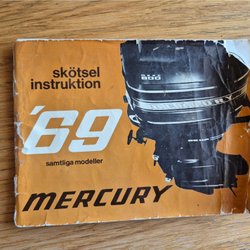 skötsel
instruktion
'69
samtliga modeller
MERCURY